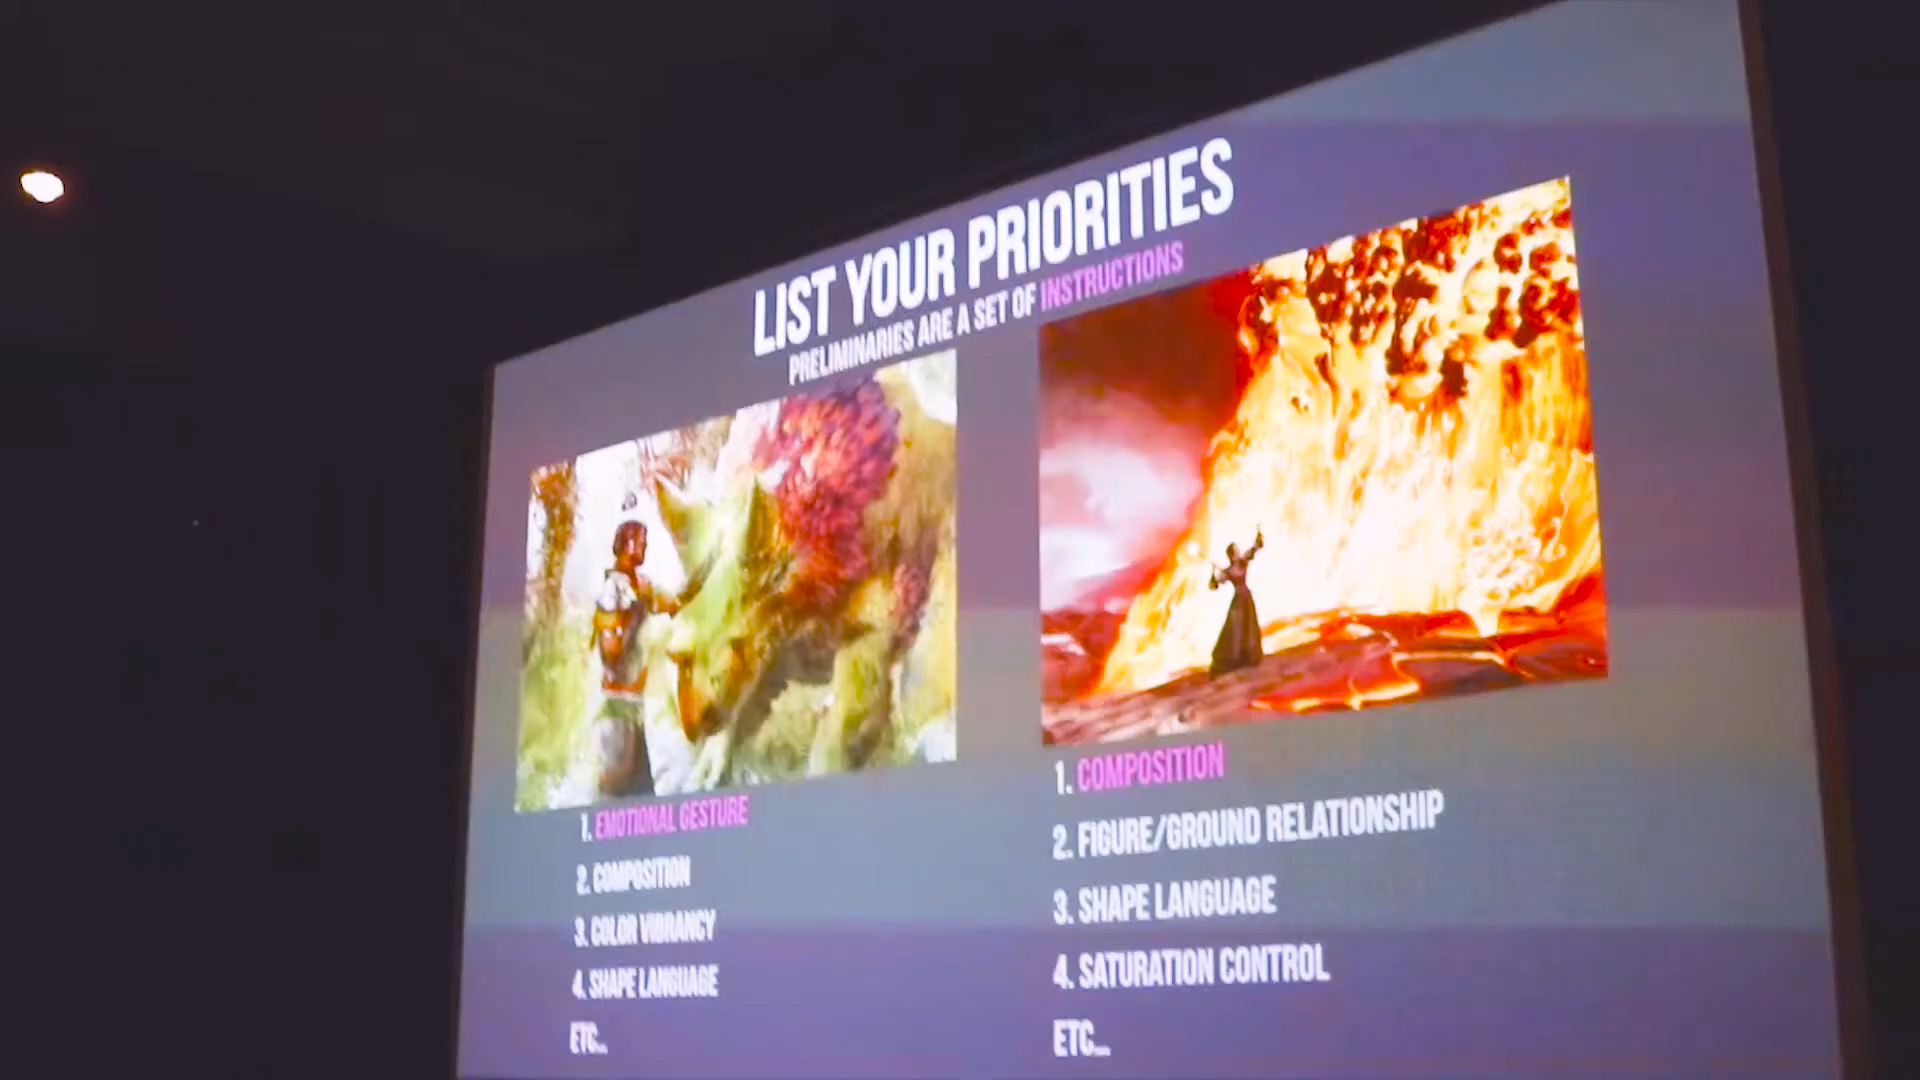 LIST YOUR PRIORITIES
PRELIMINARIES ARE A SET OF INSTRUCTIONS
1. EMOTIONAL GESTURE
2. COMPOSITION
3. COLOR VIBRANCY
4. SHAPE LANGUAGE
ETC...
1. COMPOSITION
2. FIGURE/GROUND RELATIONSHIP
3. SHAPE LANGUAGE
4. SATURATION CONTROL
ETC...